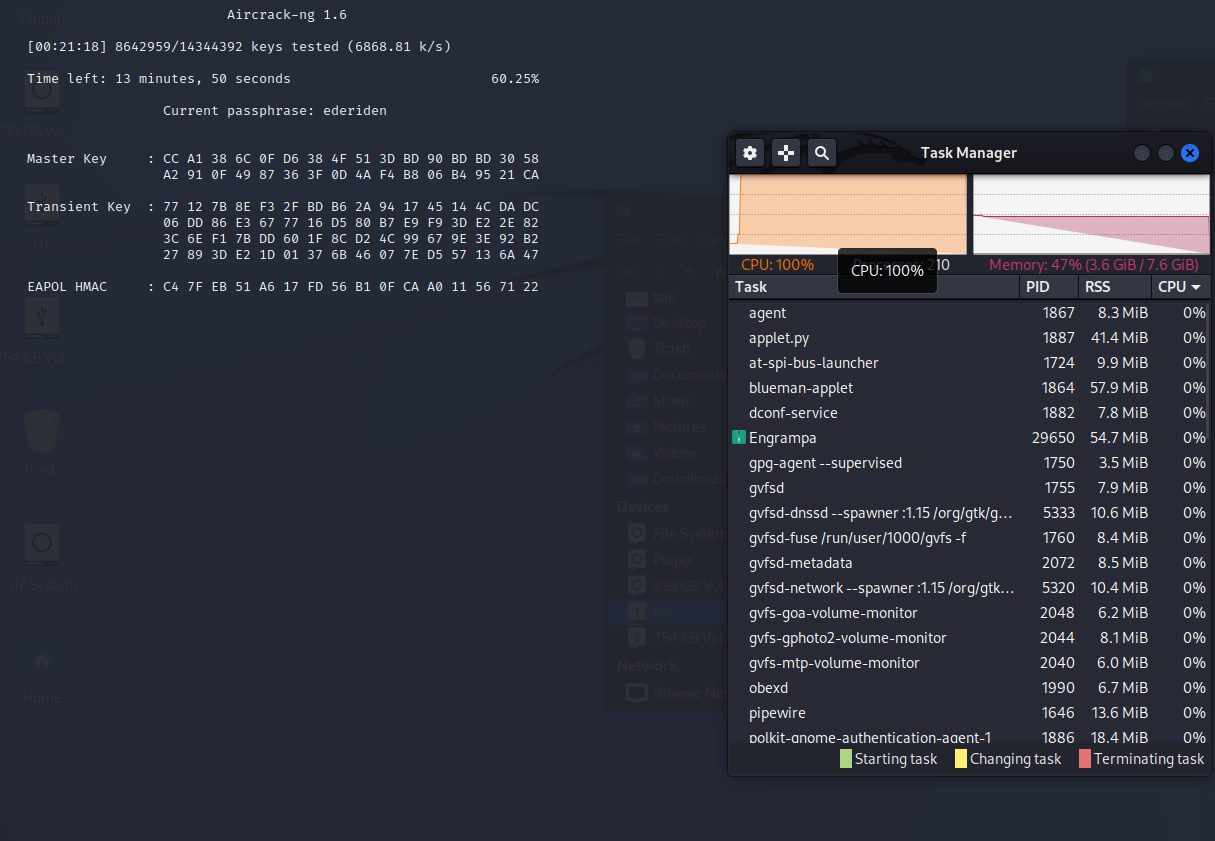 Aircrack-ng 1.6
[00:21:18] 8642959/14344392 keys tested (6868.81 k/s)
Time left: 13 minutes, 50 seconds 60.25%
Current passphrase: ederiden
Master Key : CC A1 38 6C 0F D6 38 4F 51 3D BD 90 BD BD 30 58
A2 91 0F 49 87 36 3F 0D 4A F4 B8 06 B4 95 21 CA
Transient Key : 77 12 7B 8E F3 2F BD B6 2A 94 17 45 14 4C DA DC
06 DD 86 E3 67 77 16 D5 80 B7 E9 F9 3D E2 2E 82
3C 6E F1 7B DD 60 1F 8C D2 4C 99 67 9E 3E 92 B2
27 89 3D E2 1D 01 37 6B 46 07 7E D5 57 13 6A 47
EAPOL HMAC : C4 7F EB 51 A6 17 FD 56 B1 0F CA A0 11 56 71 22
Trash
File System
Home
File Edit View
kali
Desktop
Trash
Documents
Music
Pictures
Videos
Downloads
Devices
File System
Puipui
239 GB Vol
HI
754 KB Vol...
Network
Browse Net
Task Manager
CPU: 100% 210 Memory: 47% (3.6 GiB / 7.6 GiB)
CPU: 100%
Task PID RSS CPU
agent 1867 8.3 MiB 0%
applet.py 1887 41.4 MiB 0%
at-spi-bus-launcher 1724 9.9 MiB 0%
blueman-applet 1864 57.9 MiB 0%
dconf-service 1882 7.8 MiB 0%
Engrampa 29650 54.7 MiB 0%
gpg-agent --supervised 1750 3.5 MiB 0%
gvfsd 1755 7.9 MiB 0%
gvfsd-dnssd --spawner :1.15 /org/gtk/g... 5333 10.6 MiB 0%
gvfsd-fuse /run/user/1000/gvfs -f 1760 8.4 MiB 0%
gvfsd-metadata 2072 8.5 MiB 0%
gvfsd-network --spawner :1.15 /org/gtk... 5320 10.4 MiB 0%
gvfs-goa-volume-monitor 2048 6.2 MiB 0%
gvfs-gphoto2-volume-monitor 2044 8.1 MiB 0%
gvfs-mtp-volume-monitor 2040 6.0 MiB 0%
obexd 1990 6.7 MiB 0%
pipewire 1646 13.6 MiB 0%
polkit-gnome-authentication-agent-1 1886 18.4 MiB 0%
Starting task Changing task Terminating task